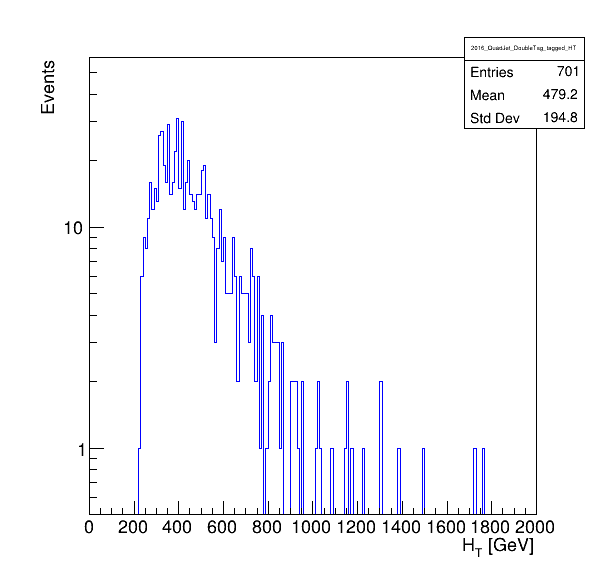 2016_QuadJet_DoubleTag_tagged_HT
Entries 701
Mean 479.2
Std Dev 194.8
Events
10
1
0 200 400 600 800 1000 1200 1400 1600 1800 2000
H_T [GeV]